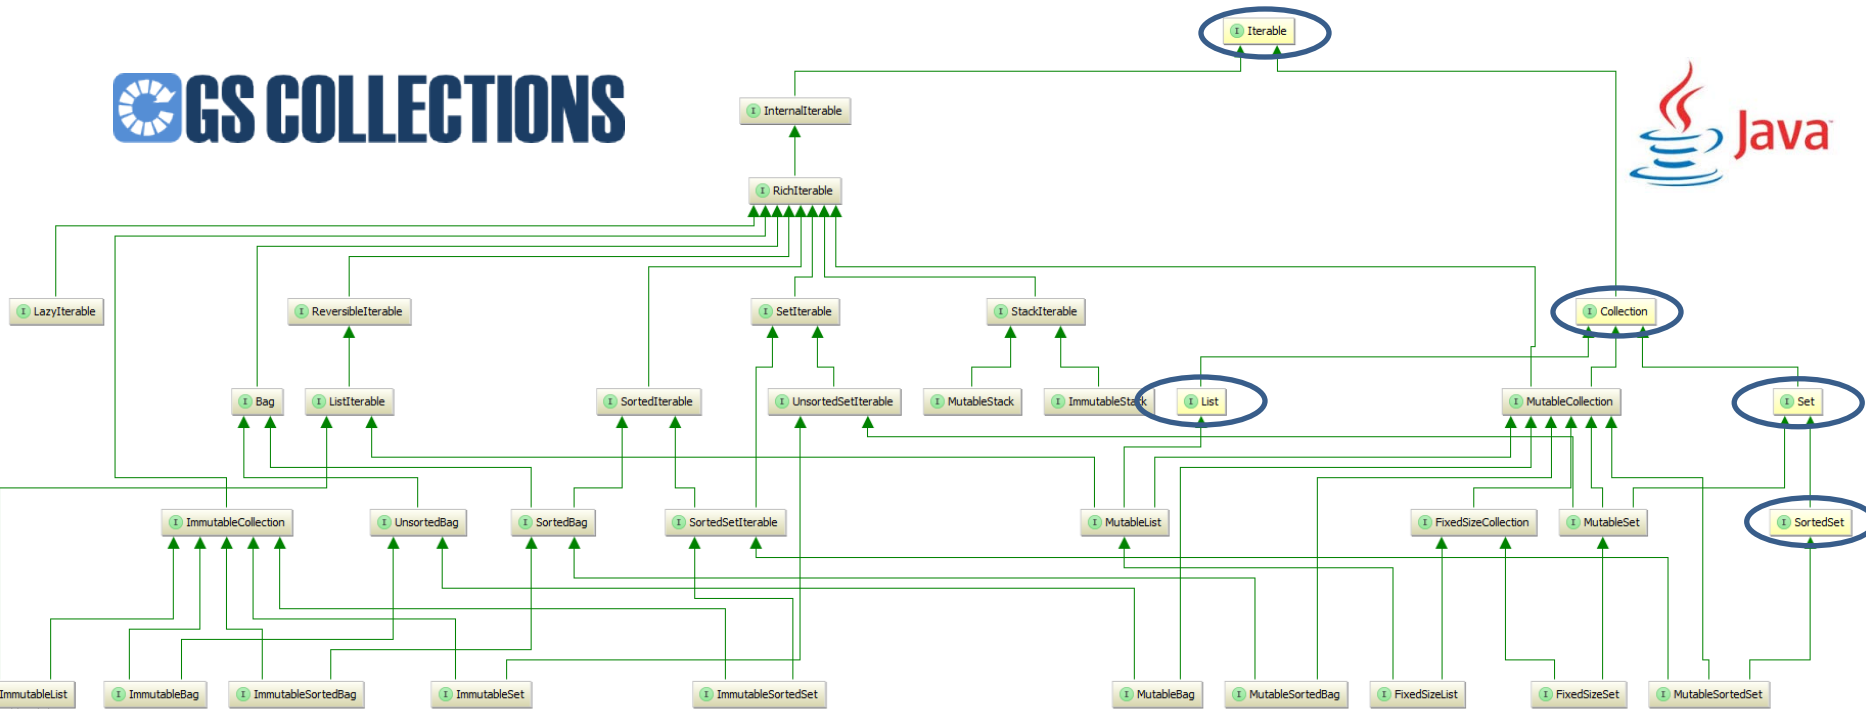 I Iterable
GS COLLECTIONS
Java™
I InternalIterable
I RichIterable
I LazyIterable
I ReversibleIterable
I SetIterable
I StackIterable
I Collection
I Bag
I ListIterable
I SortedIterable
I UnsortedSetIterable
I MutableStack
I ImmutableStack
I List
I MutableCollection
I Set
I ImmutableCollection
I UnsortedBag
I SortedBag
I SortedSetIterable
I MutableList
I FixedSizeCollection
I MutableSet
I SortedSet
ImmutableList
I ImmutableBag
I ImmutableSortedBag
I ImmutableSet
I ImmutableSortedSet
I MutableBag
I MutableSortedBag
I FixedSizeList
I FixedSizeSet
I MutableSortedSet